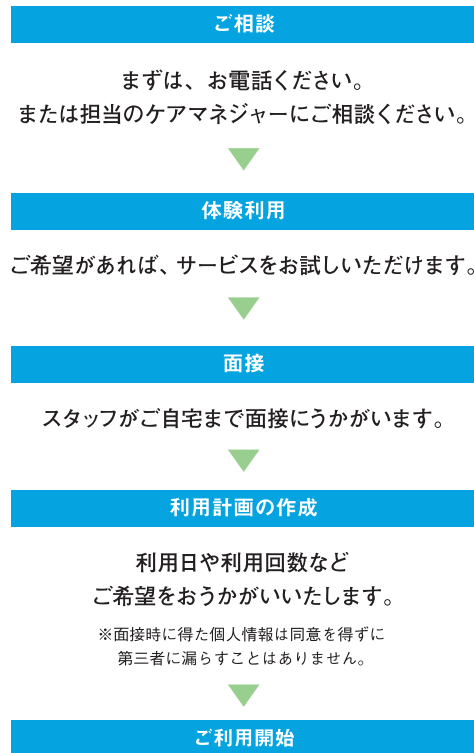 ご相談
まずは、お電話ください。
または担当のケアマネジャーにご相談ください。
体験利用
ご希望があれば、サービスをお試しいただけます。
面接
スタッフがご自宅まで面接にうかがいます。
利用計画の作成
利用日や利用回数など
ご希望をおうかがいいたします。
※面接時に得た個人情報は同意を得ずに
第三者に漏らすことはありません。
ご利用開始